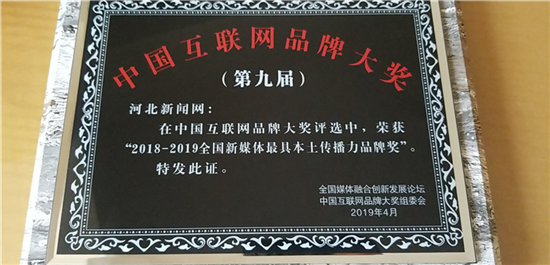 中国互联网品牌大奖
（第九届）
河北新闻网：
在中国互联网品牌大奖评选中，荣获
“2018-2019全国新媒体最具本土传播力品牌奖”。
特发此证。
全国媒体融合创新发展论坛
中国互联网品牌大奖组委会
2019年4月